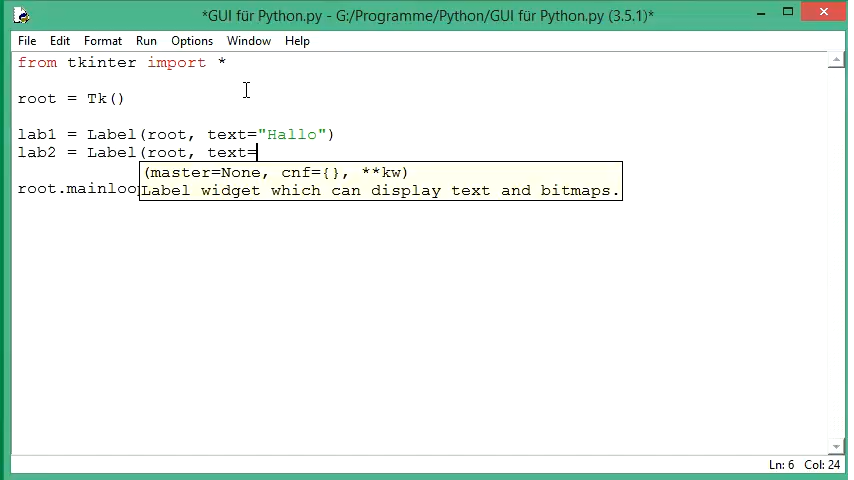 *GUI für Python.py - G:/Programme/Python/GUI für Python.py (3.5.1)*
File Edit Format Run Options Window Help
from tkinter import *
root = Tk()
lab1 = Label(root, text="Hallo")
lab2 = Label(root, text=
(master=None, cnf={}, **kw)
root.mainloop
Label widget which can display text and bitmaps.
Ln: 6 Col: 24